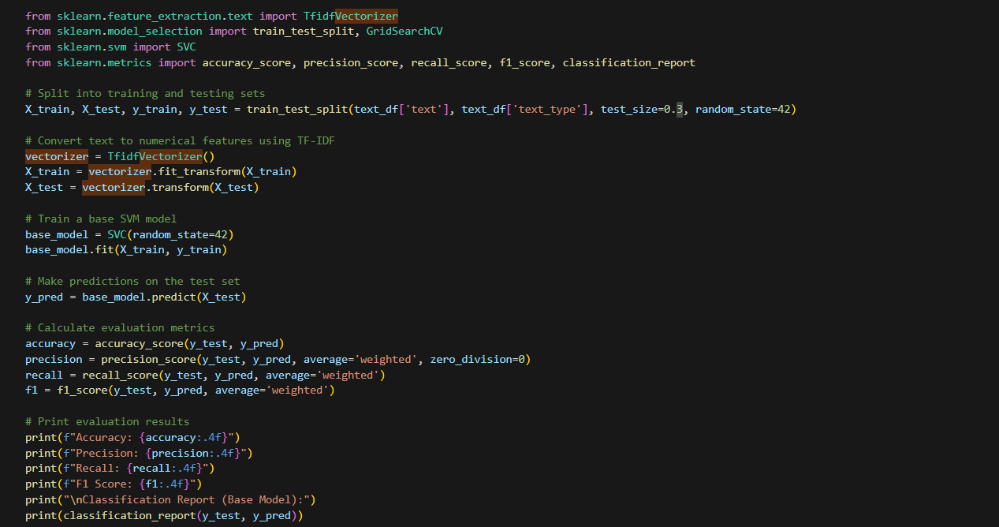 from sklearn.feature_extraction.text import TfidfVectorizer
from sklearn.model_selection import train_test_split, GridSearchCV
from sklearn.svm import SVC
from sklearn.metrics import accuracy_score, precision_score, recall_score, f1_score, classification_report

# Split into training and testing sets
X_train, X_test, y_train, y_test = train_test_split(text_df['text'], text_df['text_type'], test_size=0.3, random_state=42)

# Convert text to numerical features using TF-IDF
vectorizer = TfidfVectorizer()
X_train = vectorizer.fit_transform(X_train)
X_test = vectorizer.transform(X_test)

# Train a base SVM model
base_model = SVC(random_state=42)
base_model.fit(X_train, y_train)

# Make predictions on the test set
y_pred = base_model.predict(X_test)

# Calculate evaluation metrics
accuracy = accuracy_score(y_test, y_pred)
precision = precision_score(y_test, y_pred, average='weighted', zero_division=0)
recall = recall_score(y_test, y_pred, average='weighted')
f1 = f1_score(y_test, y_pred, average='weighted')

# Print evaluation results
print(f"Accuracy: {accuracy:.4f}")
print(f"Precision: {precision:.4f}")
print(f"Recall: {recall:.4f}")
print(f"F1 Score: {f1:.4f}")
print("\nClassification Report (Base Model):")
print(classification_report(y_test, y_pred))